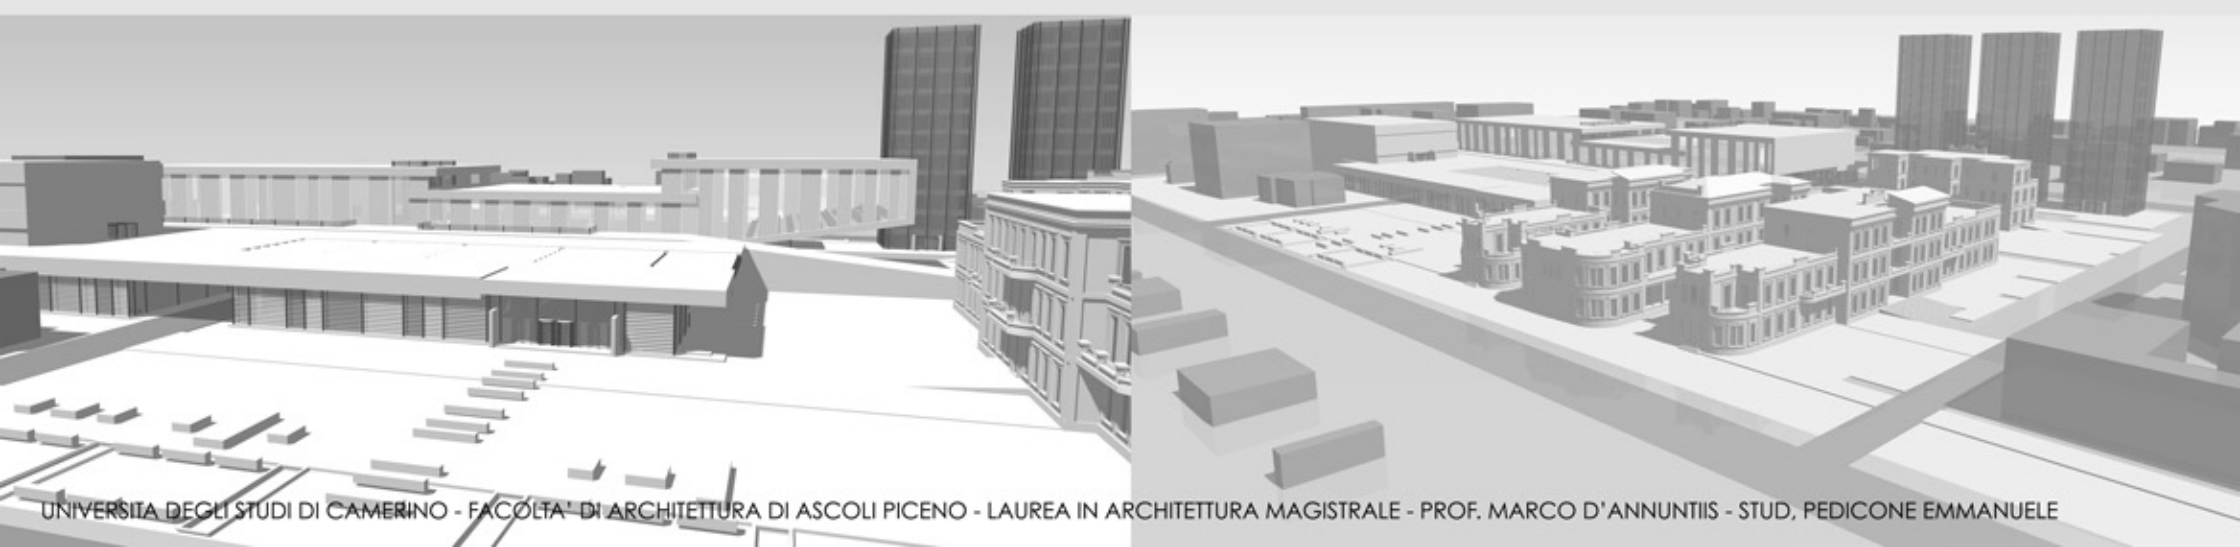 UNIVERSITA DEGLI STUDI DI CAMERINO - FACOLTA' DI ARCHITETTURA DI ASCOLI PICENO - LAUREA IN ARCHITETTURA MAGISTRALE - PROF. MARCO D'ANNUNTIIS - STUD, PEDICONE EMMANUELE